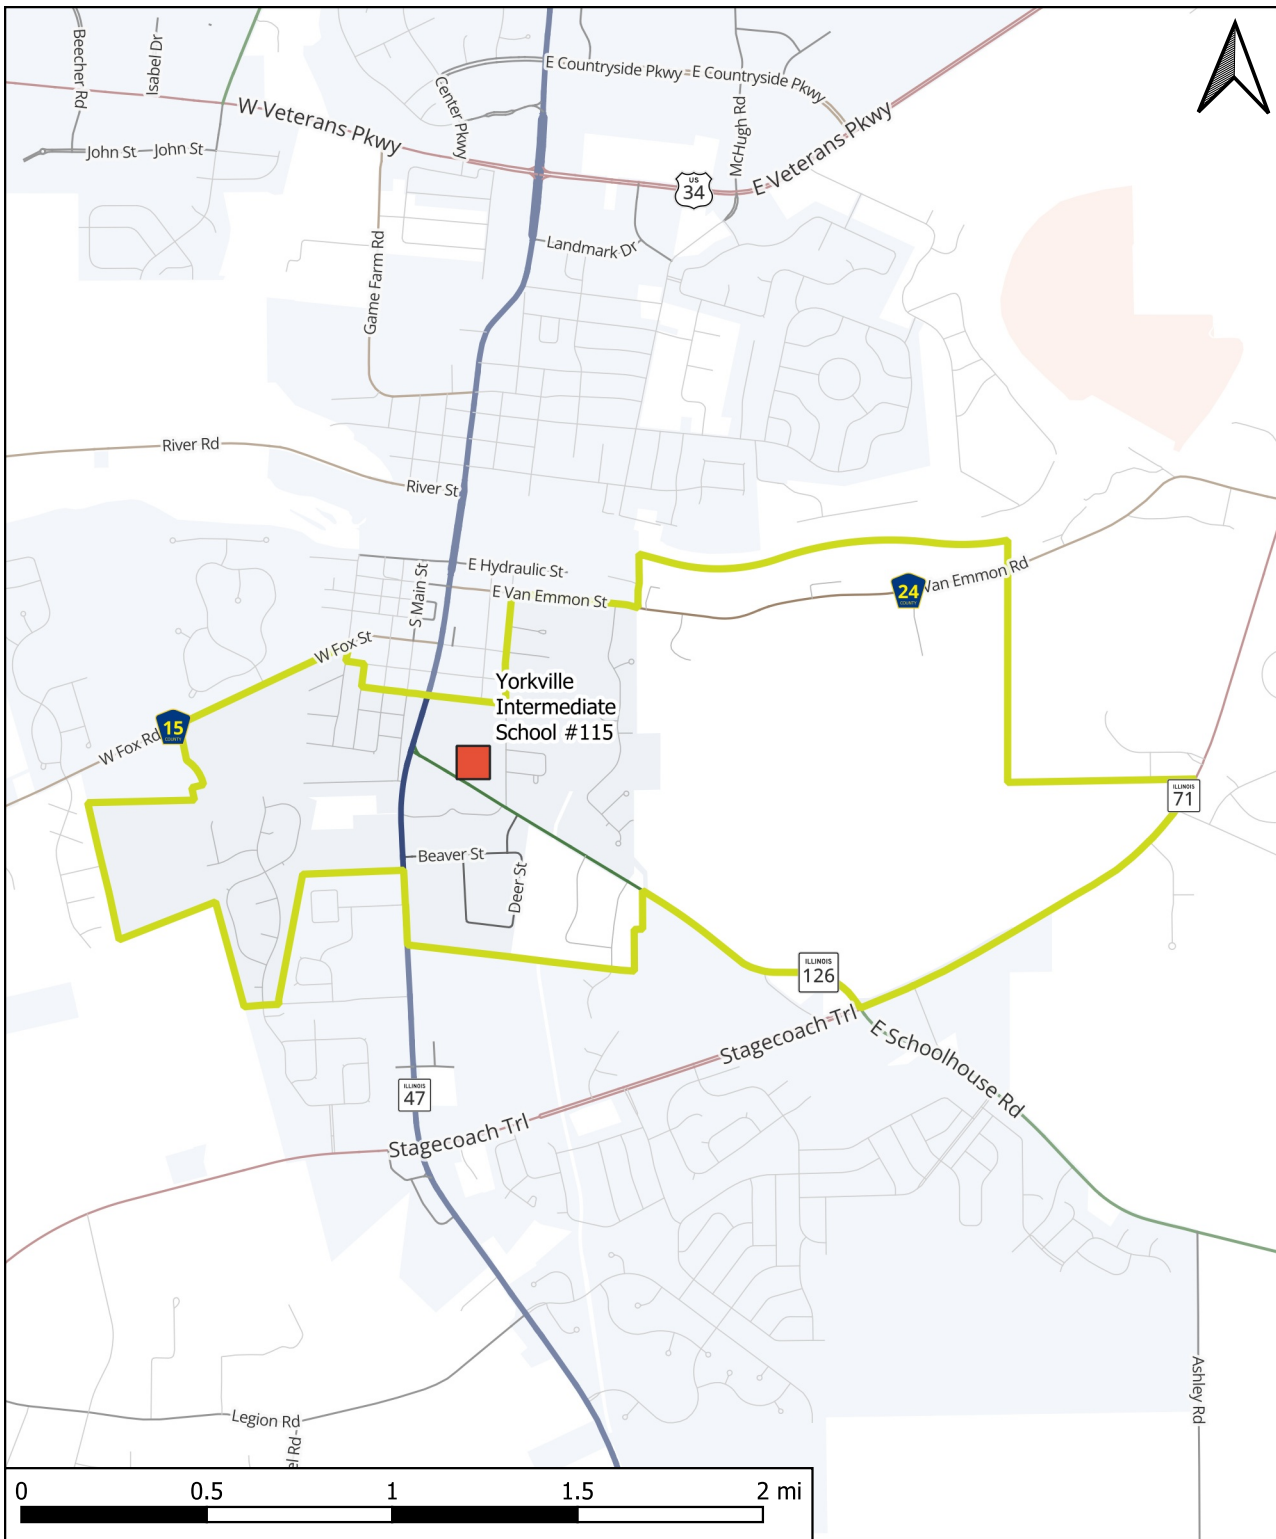 Beecher Rd
Isabel Dr
E Countryside Pkwy
E Countryside Pkwy
Center Pkwy
W Veterans Pkwy
McHugh Rd
E Veterans Pkwy
John St
John St
US
34
Landmark Dr
Game Farm Rd
River Rd
River St
E Hydraulic St
S Main St
E Van Emmon St
24
COUNTY
Van Emmon Rd
W Fox St
Yorkville
Intermediate
School #115
15
COUNTY
W Fox Rd
ILLINOIS
71
Beaver St
Deer St
ILLINOIS
126
Stagecoach Trl
E Schoolhouse Rd
ILLINOIS
47
Stagecoach Trl
Ashley Rd
Legion Rd
el Rd
0 0.5 1 1.5 2 mi